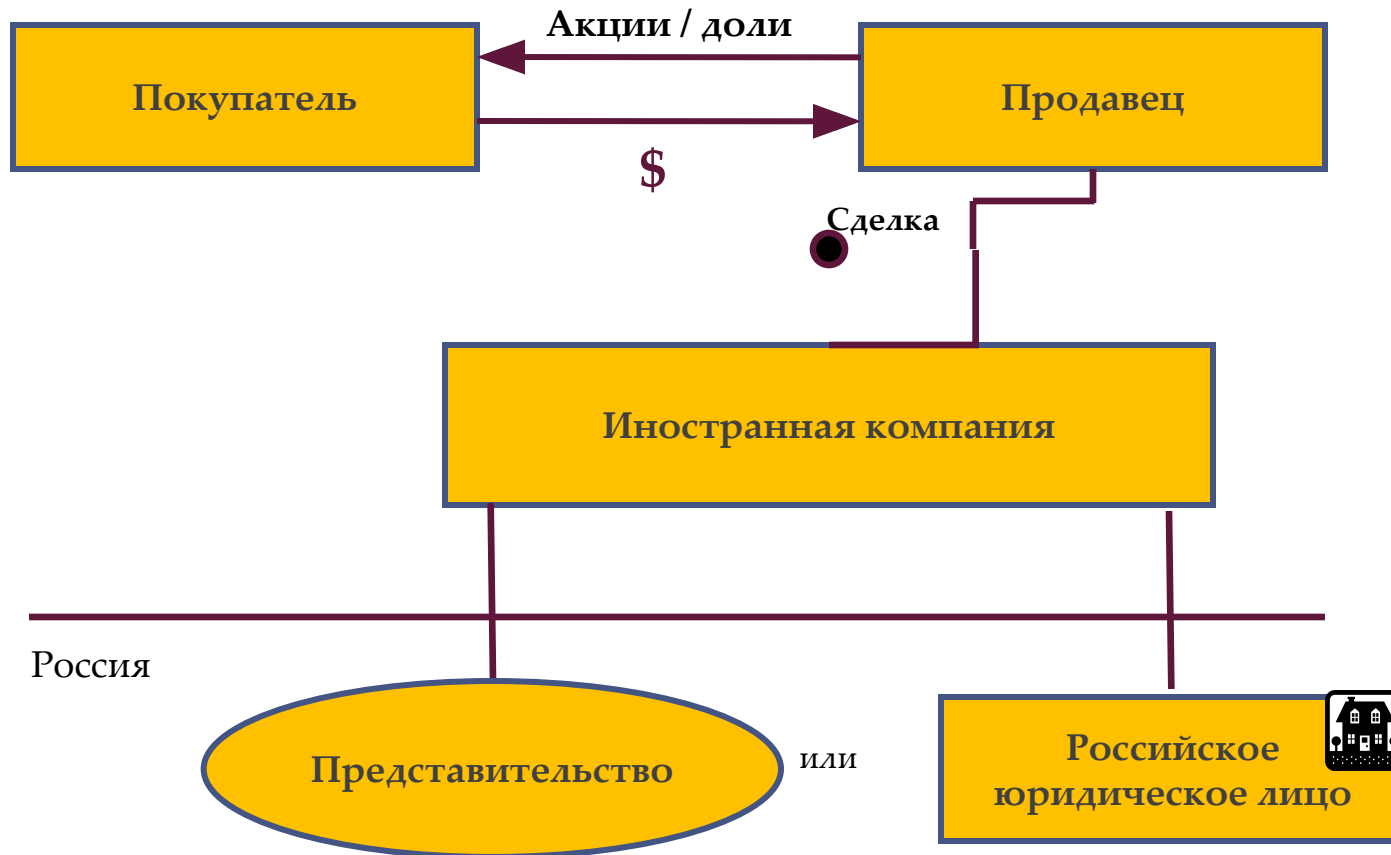 Акции / доли
Покупатель
Продавец
$
Сделка
Иностранная компания
Россия
Представительство
или
Российское
юридическое лицо